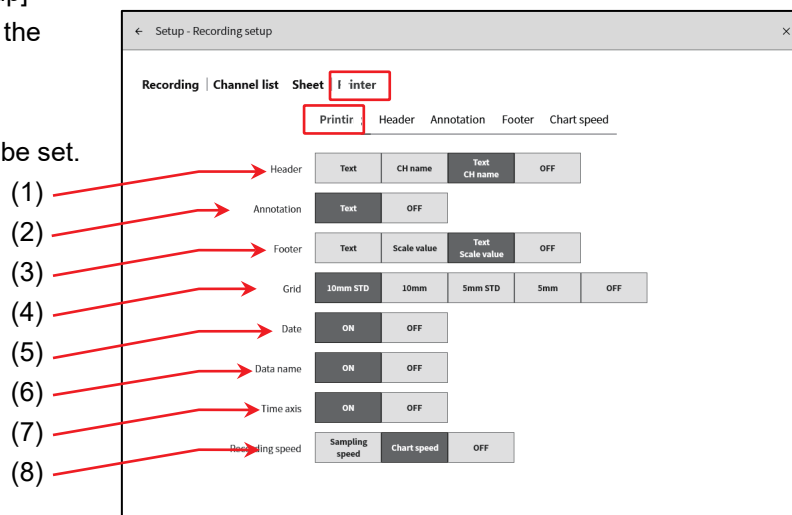 p]
the
be set.
← Setup - Recording setup ×
Recording | Channel list Sheet inter
Printin Header Annotation Footer Chart speed
(1) Header Text CH name Text CH name OFF
(2) Annotation Text OFF
(3) Footer Text Scale value Text Scale value OFF
(4) Grid 10mm STD 10mm 5mm STD 5mm OFF
(5) Date ON OFF
(6) Data name ON OFF
(7) Time axis ON OFF
(8) Recording speed Sampling speed Chart speed OFF